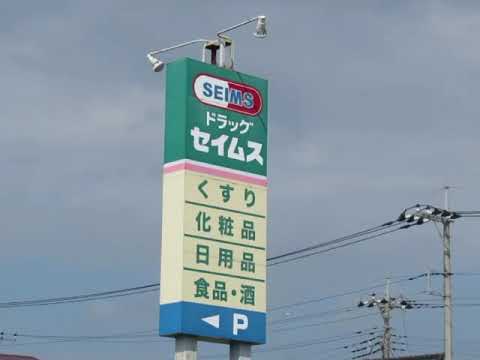 SEIMS
ドラッグ
セイムス
くすり
化粧品
日用品
食品・酒
◀ P